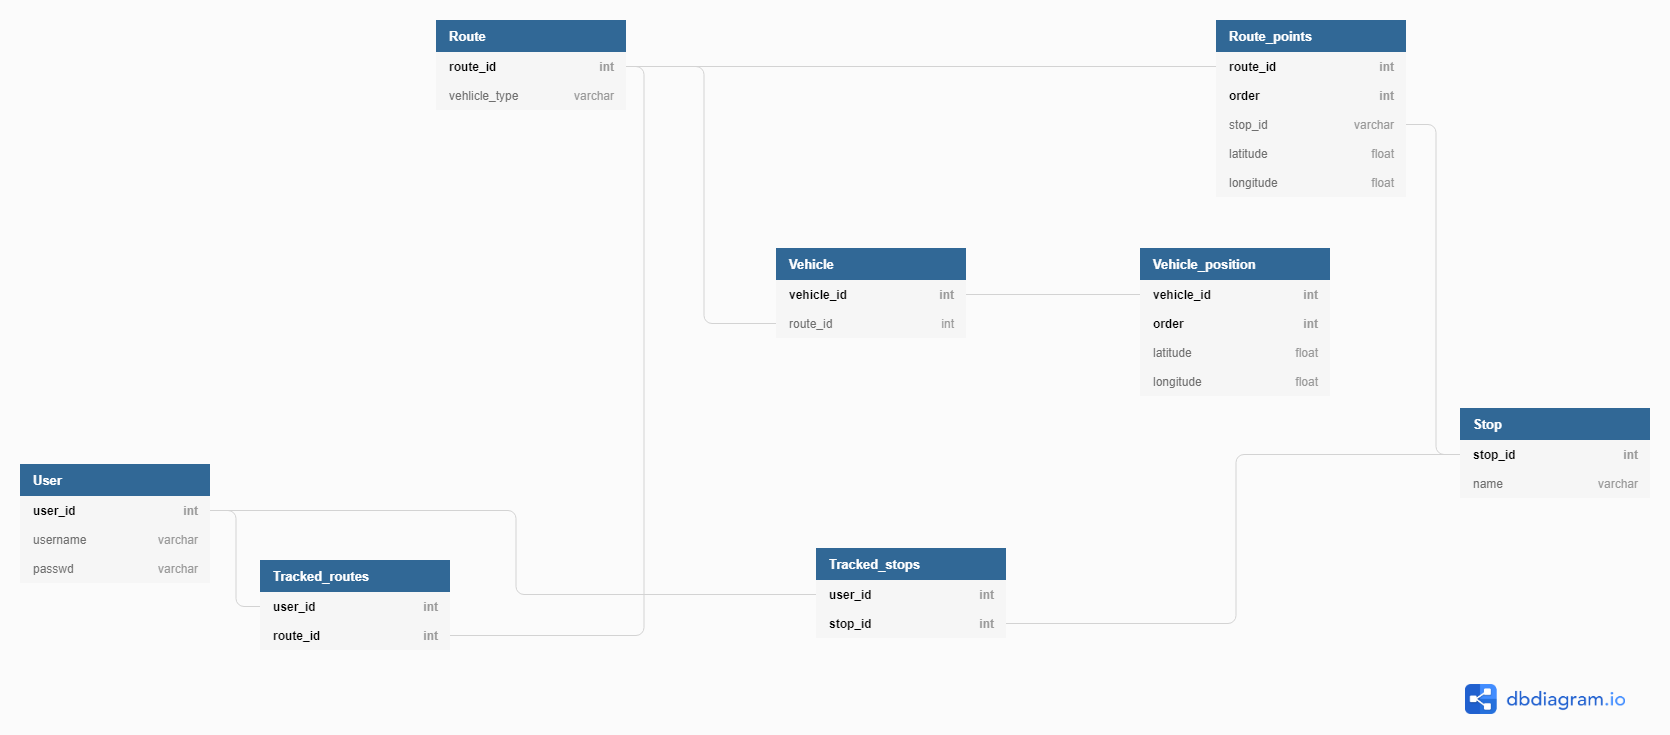 Route
route_id int
vehlicle_type varchar
Route_points
route_id int
order int
stop_id varchar
latitude float
longitude float
Vehicle
vehicle_id int
route_id int
Vehicle_position
vehicle_id int
order int
latitude float
longitude float
Stop
stop_id int
name varchar
User
user_id int
username varchar
passwd varchar
Tracked_routes
user_id int
route_id int
Tracked_stops
user_id int
stop_id int
dbdiagram.io